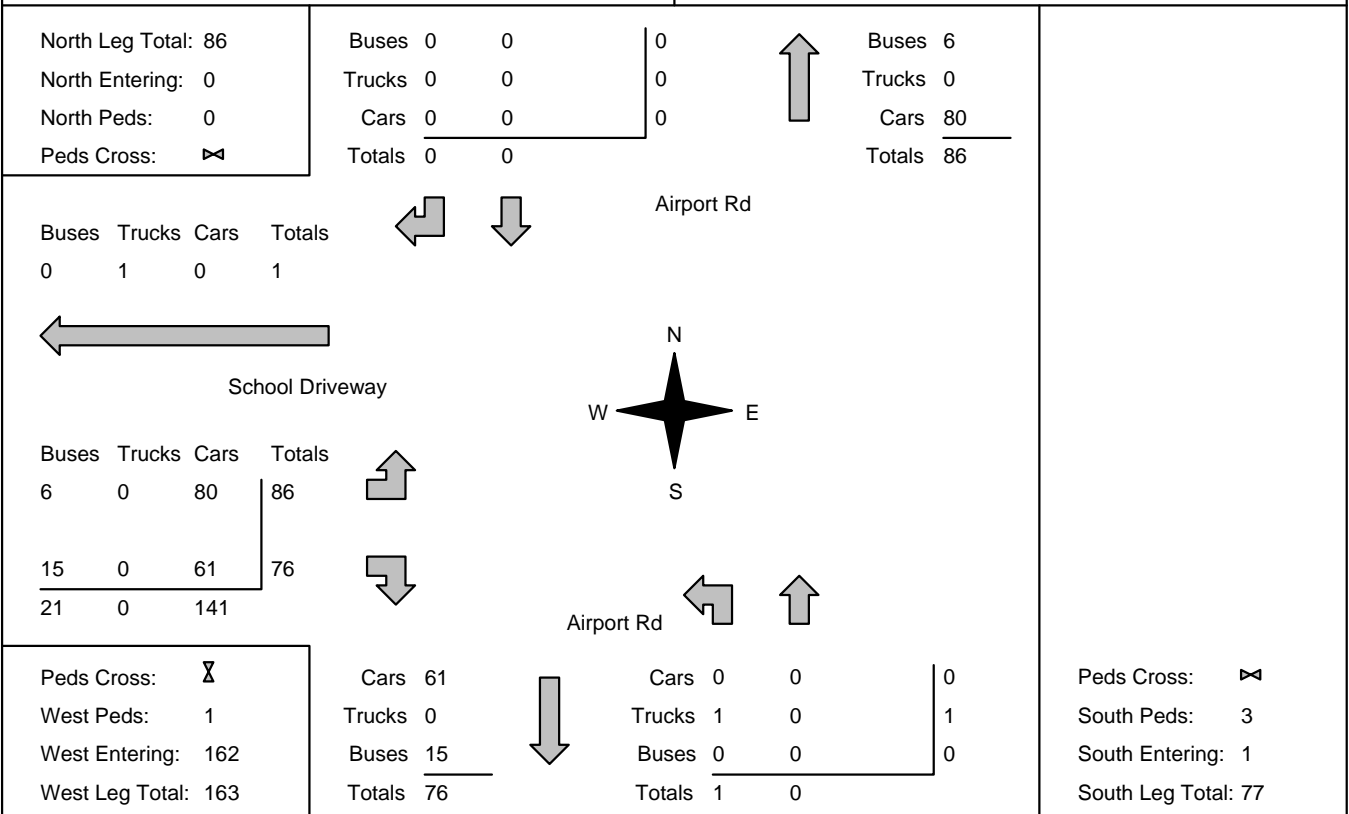 North Leg Total: 86
North Entering: 0
North Peds: 0
Peds Cross: ⋈
Buses 0 0 0
Trucks 0 0 0
Cars 0 0 0
Totals 0 0
Buses 6
Trucks 0
Cars 80
Totals 86
Airport Rd
Buses Trucks Cars Totals
0 1 0 1
School Driveway
N
W E
S
Buses Trucks Cars Totals
6 0 80 86
15 0 61 76
21 0 141
Airport Rd
Peds Cross: ⧖
West Peds: 1
West Entering: 162
West Leg Total: 163
Cars 61
Trucks 0
Buses 15
Totals 76
Cars 0 0 0
Trucks 1 0 1
Buses 0 0 0
Totals 1 0
Peds Cross: ⋈
South Peds: 3
South Entering: 1
South Leg Total: 77